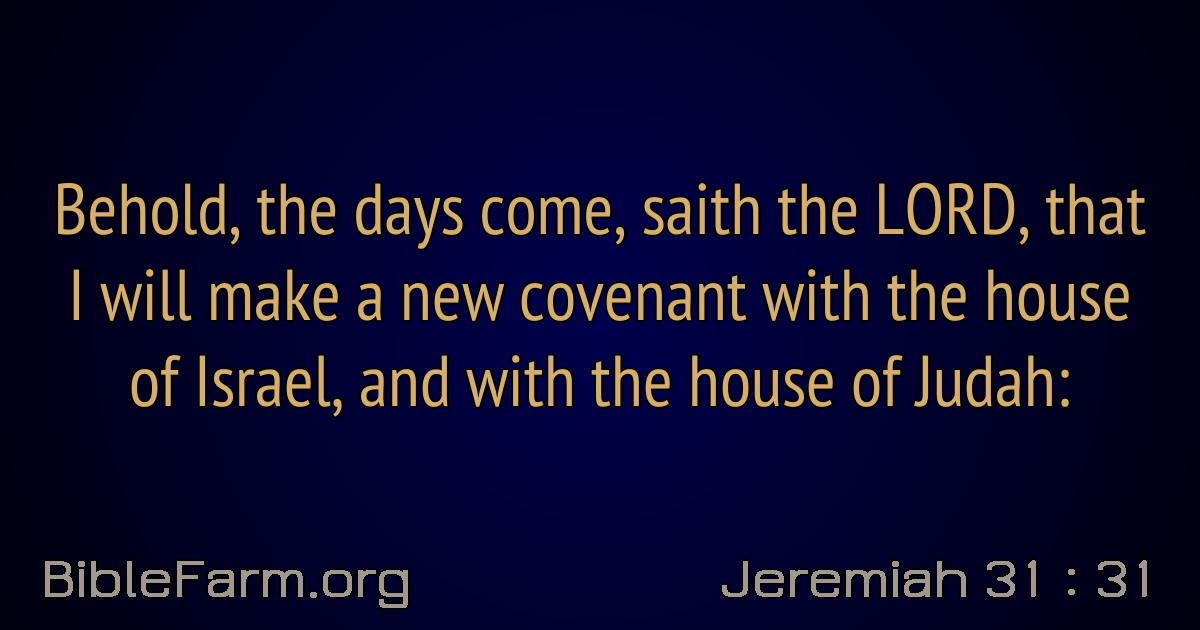 Behold, the days come, saith the LORD, that
I will make a new covenant with the house
of Israel, and with the house of Judah:
BibleFarm.org
Jeremiah 31 : 31